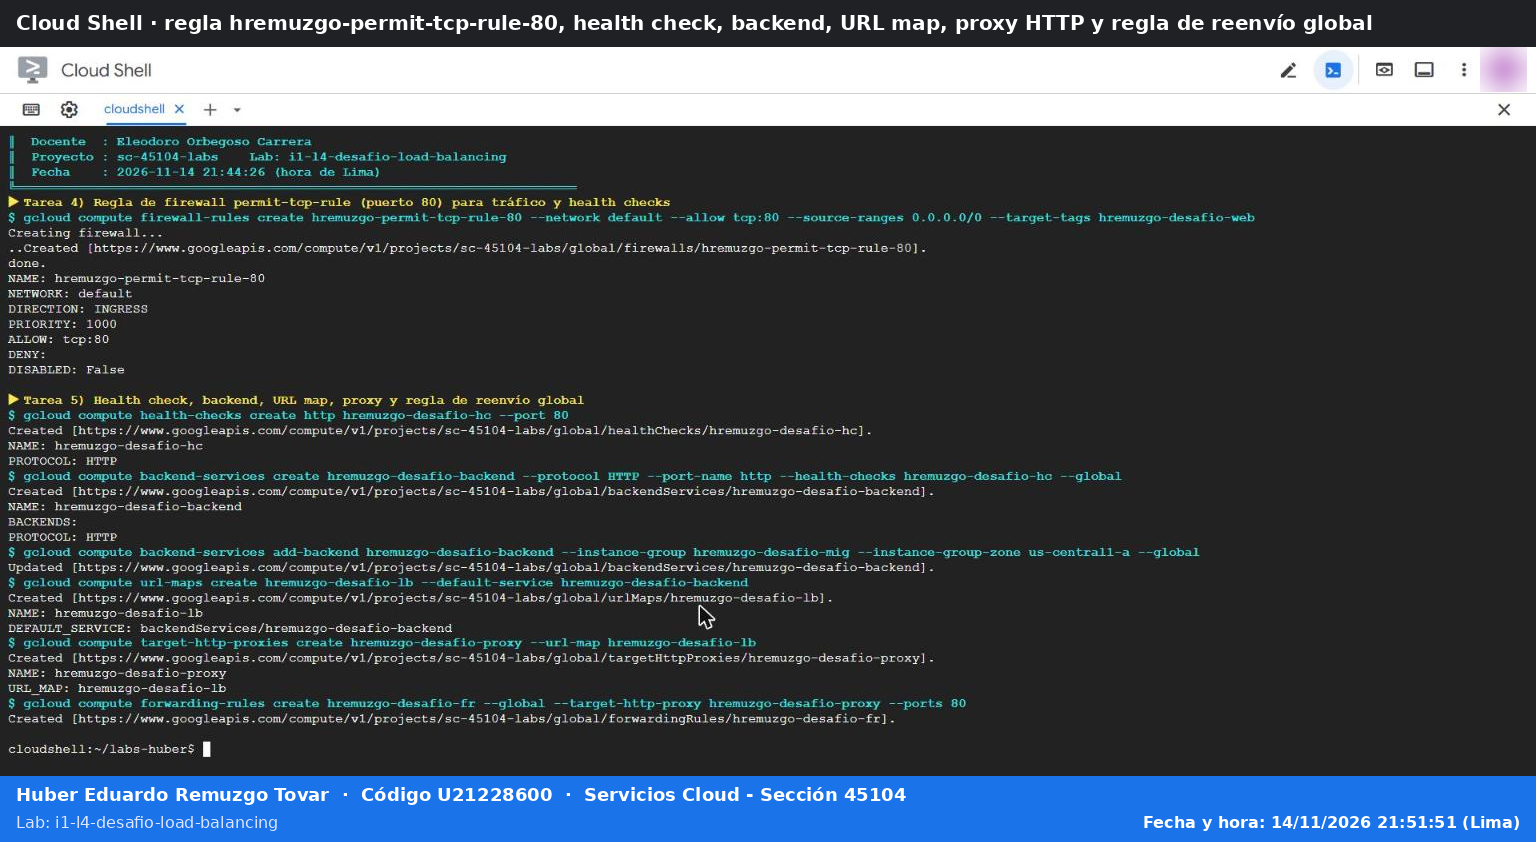 Cloud Shell · regla hremuzgo-permit-tcp-rule-80, health check, backend, URL map, proxy HTTP y regla de reenvío global
Cloud Shell
cloudshell
Docente : Eleodoro Orbegoso Carrera
Proyecto : sc-45104-labs Lab: i1-l4-desafio-load-balancing
Fecha : 2026-11-14 21:44:26 (hora de Lima)
▶ Tarea 4) Regla de firewall permit-tcp-rule (puerto 80) para tráfico y health checks
$ gcloud compute firewall-rules create hremuzgo-permit-tcp-rule-80 --network default --allow tcp:80 --source-ranges 0.0.0.0/0 --target-tags hremuzgo-desafio-web
Creating firewall...
..Created [https://www.googleapis.com/compute/v1/projects/sc-45104-labs/global/firewalls/hremuzgo-permit-tcp-rule-80].
done.
NAME: hremuzgo-permit-tcp-rule-80
NETWORK: default
DIRECTION: INGRESS
PRIORITY: 1000
ALLOW: tcp:80
DENY:
DISABLED: False
▶ Tarea 5) Health check, backend, URL map, proxy y regla de reenvío global
$ gcloud compute health-checks create http hremuzgo-desafio-hc --port 80
Created [https://www.googleapis.com/compute/v1/projects/sc-45104-labs/global/healthChecks/hremuzgo-desafio-hc].
NAME: hremuzgo-desafio-hc
PROTOCOL: HTTP
$ gcloud compute backend-services create hremuzgo-desafio-backend --protocol HTTP --port-name http --health-checks hremuzgo-desafio-hc --global
Created [https://www.googleapis.com/compute/v1/projects/sc-45104-labs/global/backendServices/hremuzgo-desafio-backend].
NAME: hremuzgo-desafio-backend
BACKENDS:
PROTOCOL: HTTP
$ gcloud compute backend-services add-backend hremuzgo-desafio-backend --instance-group hremuzgo-desafio-mig --instance-group-zone us-central1-a --global
Updated [https://www.googleapis.com/compute/v1/projects/sc-45104-labs/global/backendServices/hremuzgo-desafio-backend].
$ gcloud compute url-maps create hremuzgo-desafio-lb --default-service hremuzgo-desafio-backend
Created [https://www.googleapis.com/compute/v1/projects/sc-45104-labs/global/urlMaps/hremuzgo-desafio-lb].
NAME: hremuzgo-desafio-lb
DEFAULT_SERVICE: backendServices/hremuzgo-desafio-backend
$ gcloud compute target-http-proxies create hremuzgo-desafio-proxy --url-map hremuzgo-desafio-lb
Created [https://www.googleapis.com/compute/v1/projects/sc-45104-labs/global/targetHttpProxies/hremuzgo-desafio-proxy].
NAME: hremuzgo-desafio-proxy
URL_MAP: hremuzgo-desafio-lb
$ gcloud compute forwarding-rules create hremuzgo-desafio-fr --global --target-http-proxy hremuzgo-desafio-proxy --ports 80
Created [https://www.googleapis.com/compute/v1/projects/sc-45104-labs/global/forwardingRules/hremuzgo-desafio-fr].
cloudshell:~/labs-huber$
Huber Eduardo Remuzgo Tovar · Código U21228600 · Servicios Cloud - Sección 45104
Lab: i1-l4-desafio-load-balancing
Fecha y hora: 14/11/2026 21:51:51 (Lima)